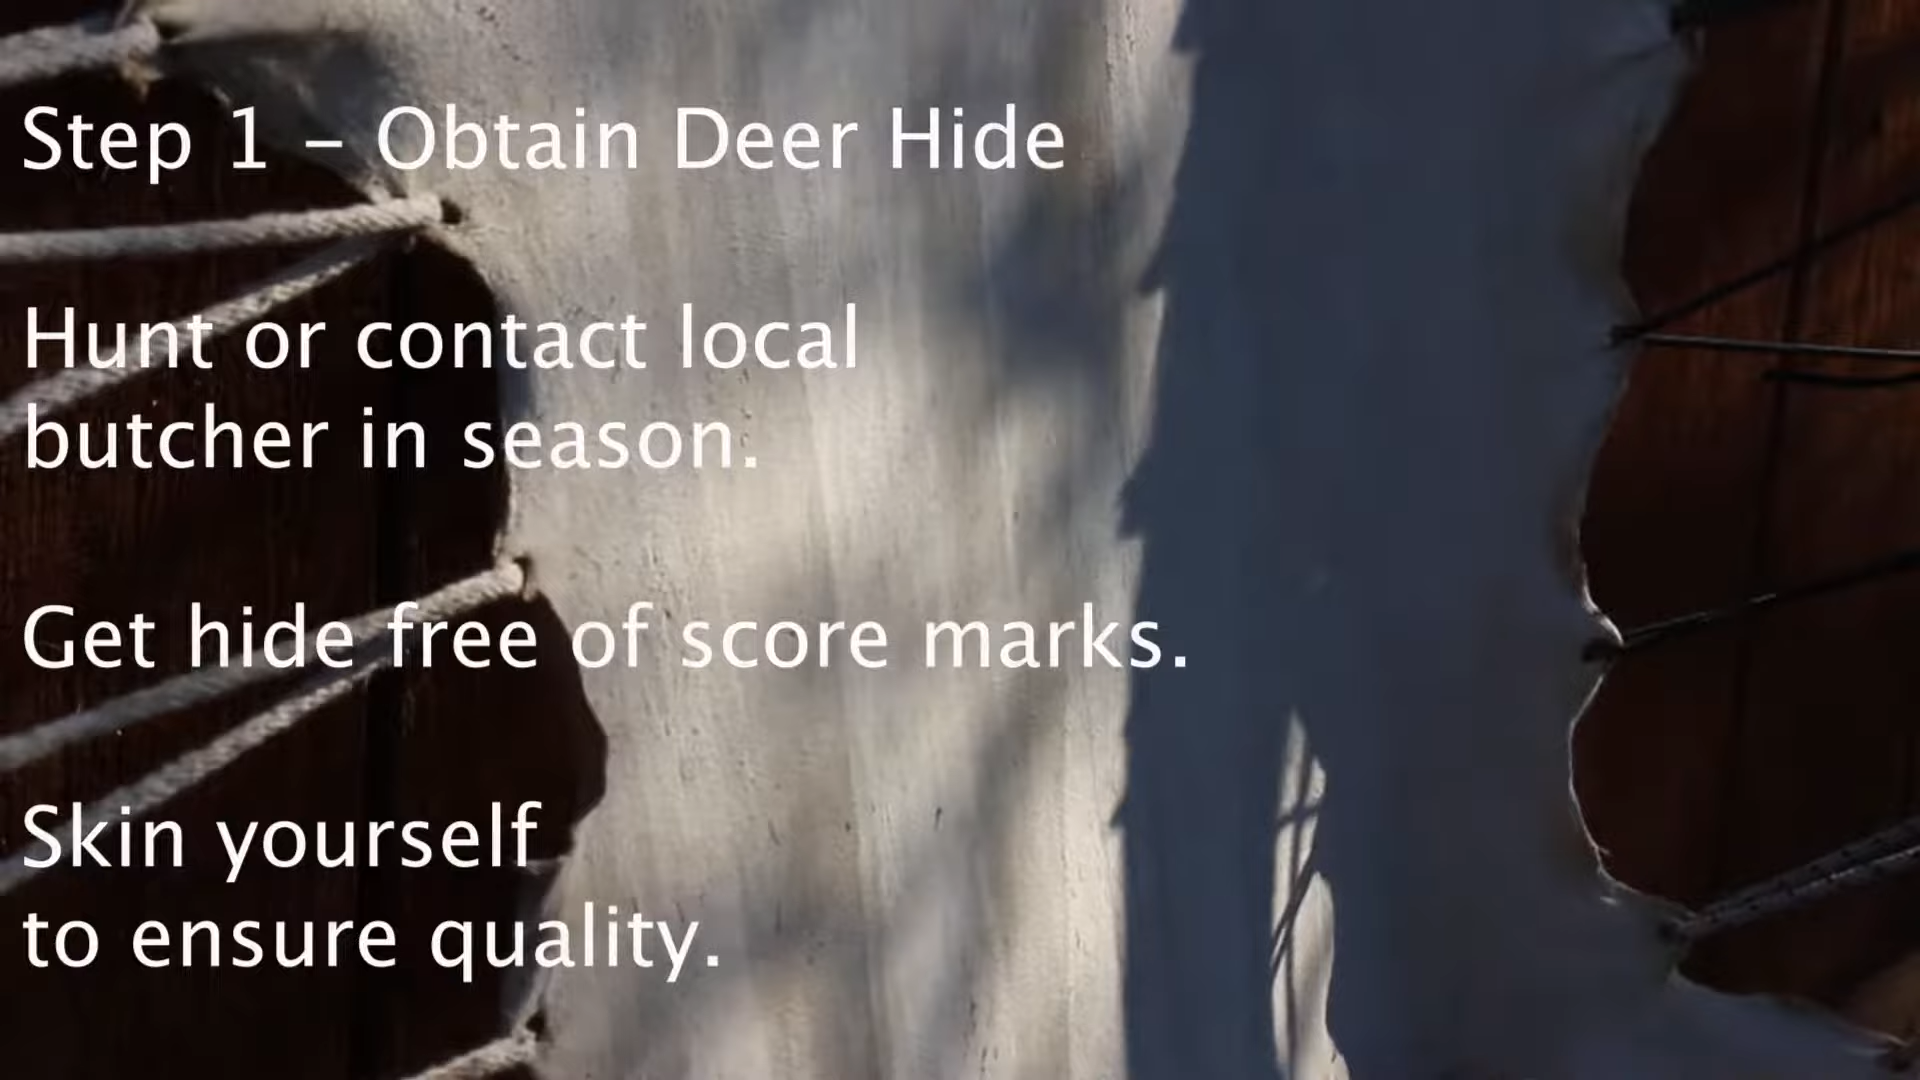 Step 1 – Obtain Deer Hide
Hunt or contact local
butcher in season.
Get hide free of score marks.
Skin yourself
to ensure quality.